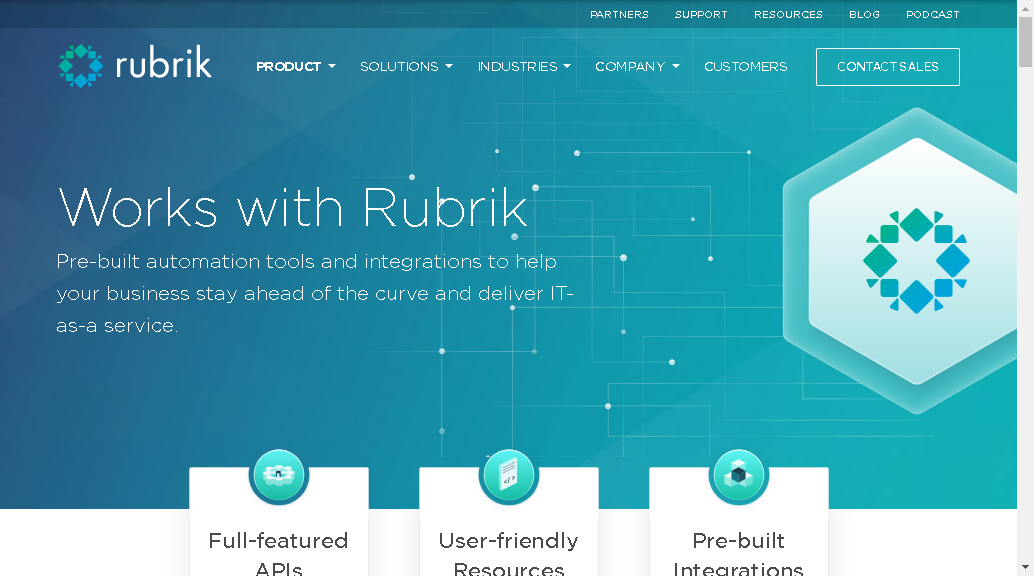 PARTNERS SUPPORT RESOURCES BLOG PODCAST
rubrik PRODUCT SOLUTIONS INDUSTRIES COMPANY CUSTOMERS CONTACT SALES
Works with Rubrik
Pre-built automation tools and integrations to help
your business stay ahead of the curve and deliver IT-
as-a service.
Full-featured User-friendly Pre-built
APIs Resources Integrations